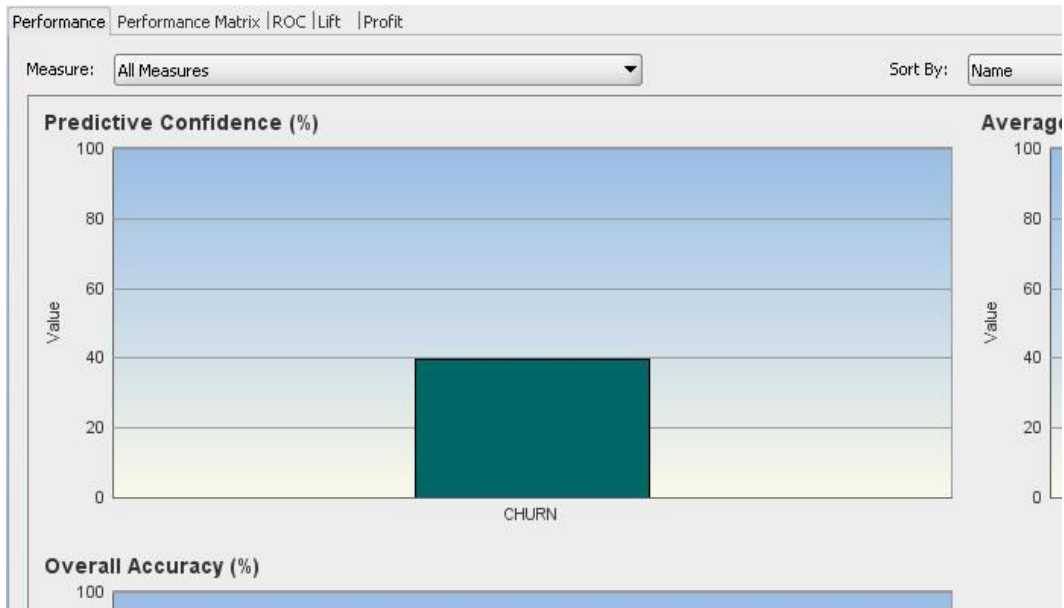 Performance Performance Matrix ROC Lift Profit
Measure: All Measures Sort By: Name
Predictive Confidence (%)
100
80
60
40
20
0
Value
CHURN
Average
100
80
60
40
20
0
Value
Overall Accuracy (%)
100